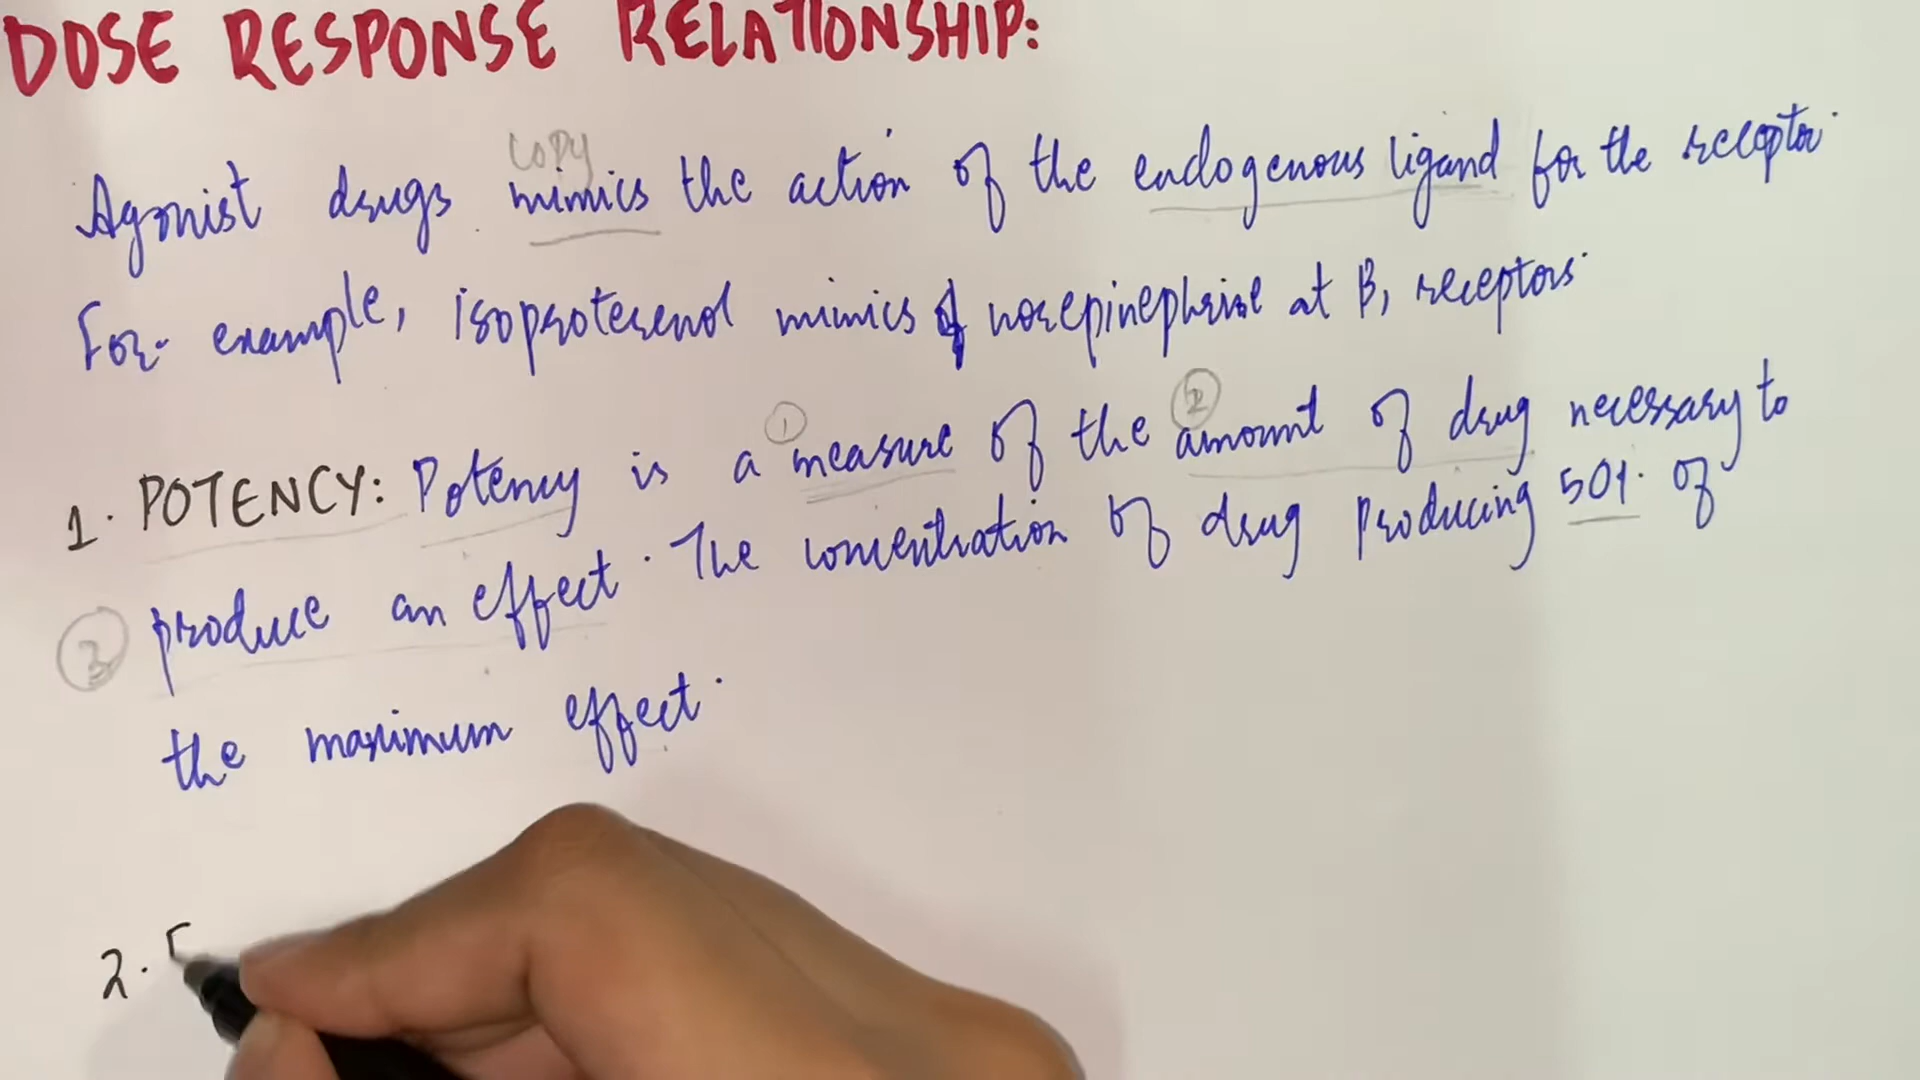 DOSE RESPONSE RELATIONSHIP:
copy
Agonist drugs mimics the action of the endogenous ligand for the receptor.
For example, isoproterenol mimics norepinephrine at β₁ receptors.
① ②
1. POTENCY: Potency is a measure of the amount of drug necessary to
③ produce an effect. The concentration of drug producing 50% of
the maximum effect.
2.